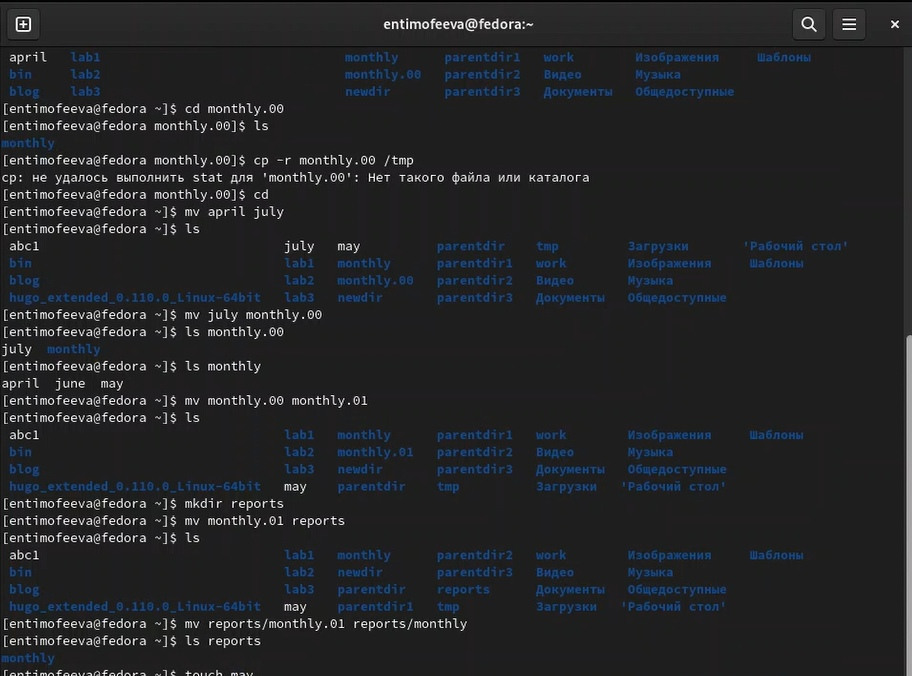 entimofeeva@fedora:~
april lab1 monthly parentdir1 work Изображения Шаблоны
bin lab2 monthly.00 parentdir2 Видео Музыка
blog lab3 newdir parentdir3 Документы Общедоступные
[entimofeeva@fedora ~]$ cd monthly.00
[entimofeeva@fedora monthly.00]$ ls
monthly
[entimofeeva@fedora monthly.00]$ cp -r monthly.00 /tmp
cp: не удалось выполнить stat для 'monthly.00': Нет такого файла или каталога
[entimofeeva@fedora monthly.00]$ cd
[entimofeeva@fedora ~]$ mv april july
[entimofeeva@fedora ~]$ ls
abc1 july may parentdir tmp Загрузки 'Рабочий стол'
bin lab1 monthly parentdir1 work Изображения Шаблоны
blog lab2 monthly.00 parentdir2 Видео Музыка
hugo_extended_0.110.0_Linux-64bit lab3 newdir parentdir3 Документы Общедоступные
[entimofeeva@fedora ~]$ mv july monthly.00
[entimofeeva@fedora ~]$ ls monthly.00
july monthly
[entimofeeva@fedora ~]$ ls monthly
april june may
[entimofeeva@fedora ~]$ mv monthly.00 monthly.01
[entimofeeva@fedora ~]$ ls
abc1 lab1 monthly parentdir1 work Изображения Шаблоны
bin lab2 monthly.01 parentdir2 Видео Музыка
blog lab3 newdir parentdir3 Документы Общедоступные
hugo_extended_0.110.0_Linux-64bit may parentdir tmp Загрузки 'Рабочий стол'
[entimofeeva@fedora ~]$ mkdir reports
[entimofeeva@fedora ~]$ mv monthly.01 reports
[entimofeeva@fedora ~]$ ls
abc1 lab1 monthly parentdir2 work Изображения Шаблоны
bin lab2 newdir parentdir3 Видео Музыка
blog lab3 parentdir reports Документы Общедоступные
hugo_extended_0.110.0_Linux-64bit may parentdir1 tmp Загрузки 'Рабочий стол'
[entimofeeva@fedora ~]$ mv reports/monthly.01 reports/monthly
[entimofeeva@fedora ~]$ ls reports
monthly
[entimofeeva@fedora ~]$ touch may